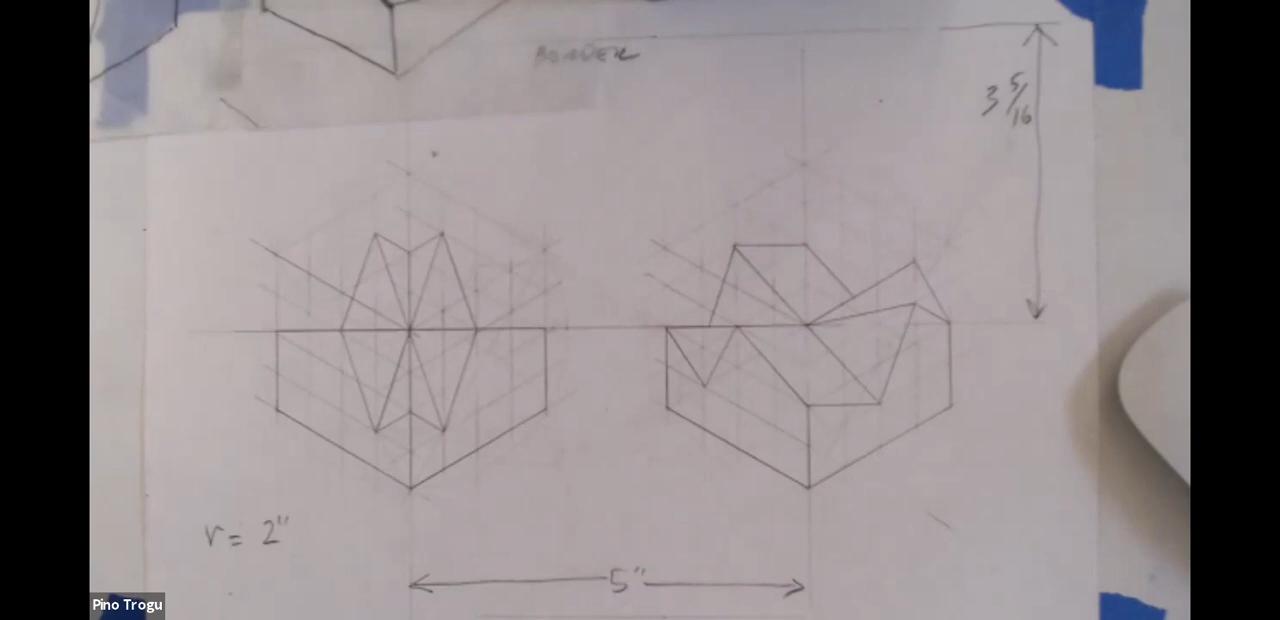 BORDER
3 5/16
r = 2"
5"
Pino Trogu